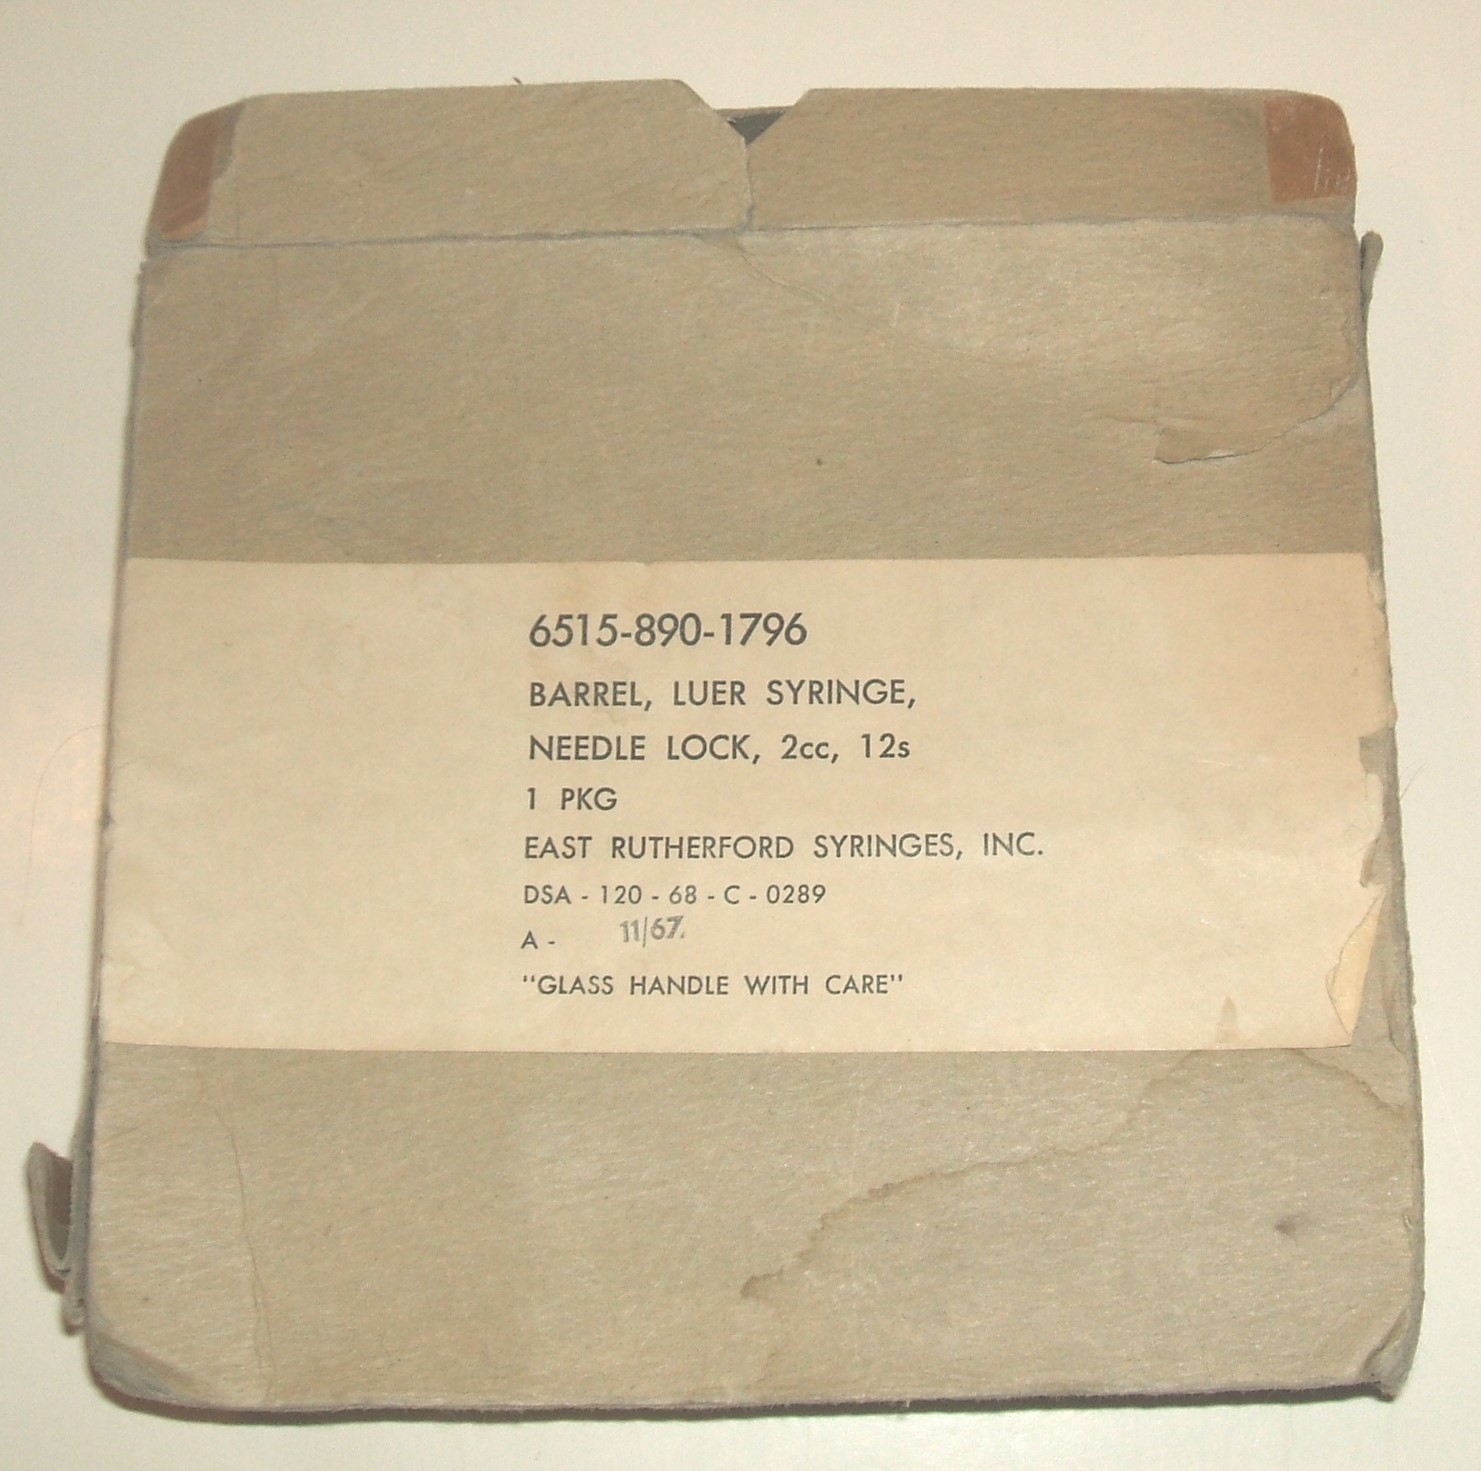 6515-890-1796
BARREL, LUER SYRINGE,
NEEDLE LOCK, 2cc, 12s
1 PKG
EAST RUTHERFORD SYRINGES, INC.
DSA - 120 - 68 - C - 0289
A - 11/67
"GLASS HANDLE WITH CARE"